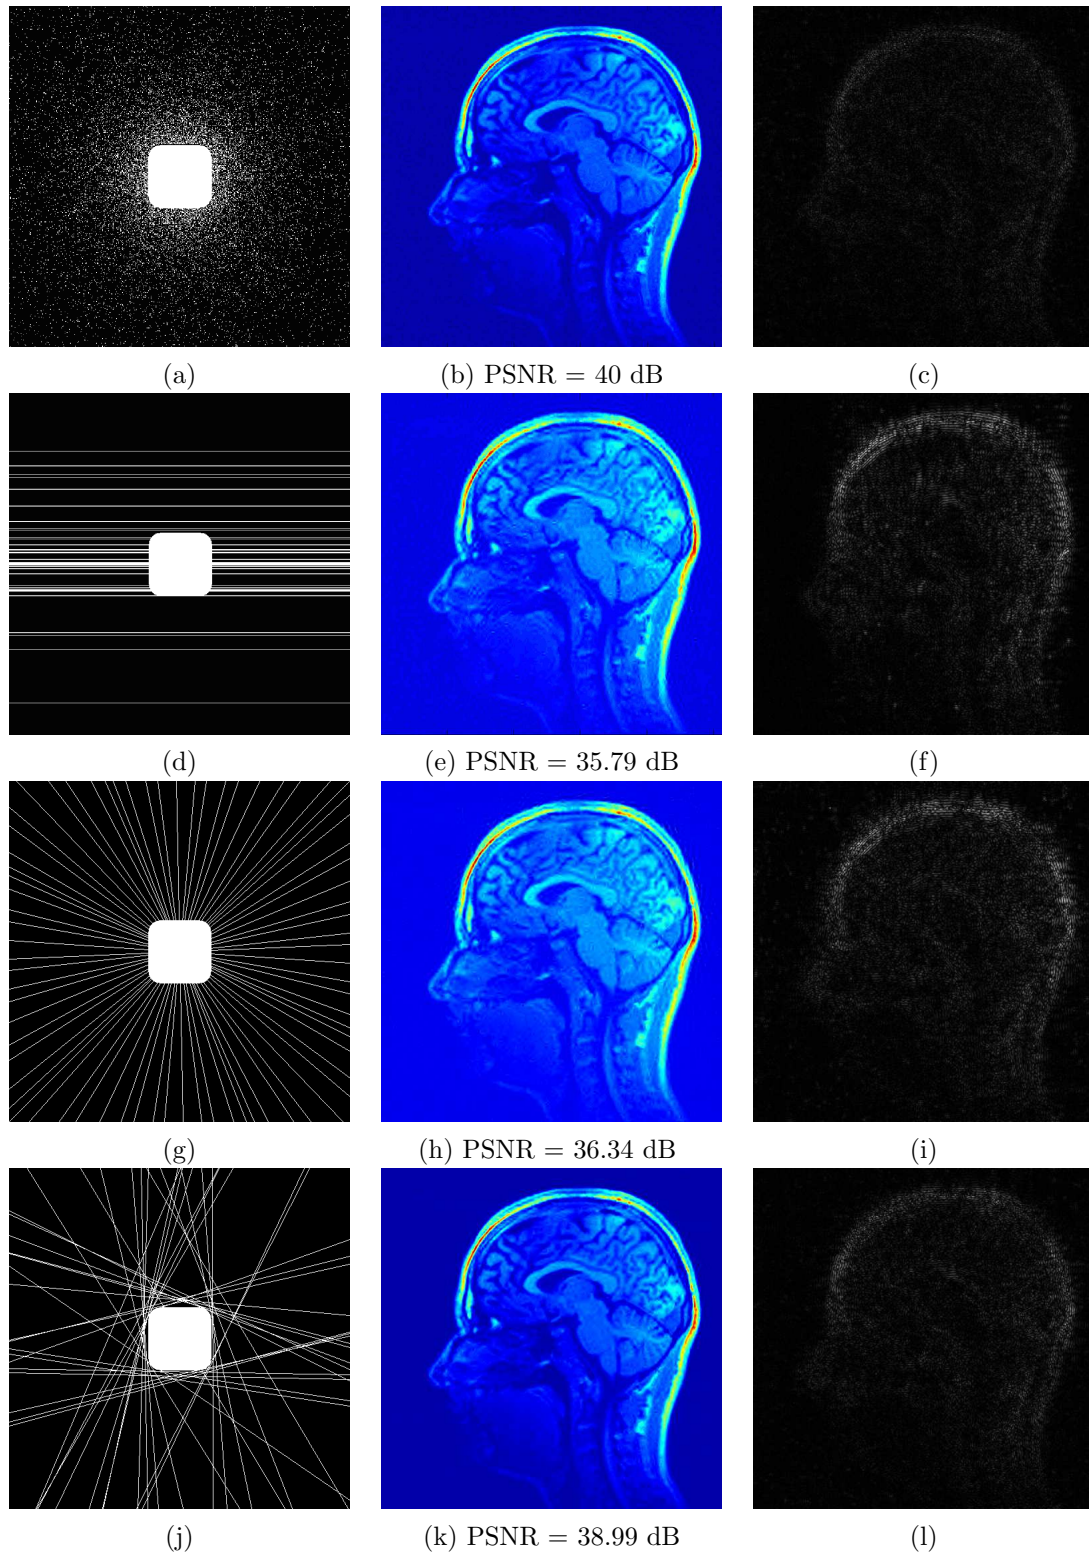 (a) (b) PSNR = 40 dB (c)
(d) (e) PSNR = 35.79 dB (f)
(g) (h) PSNR = 36.34 dB (i)
(j) (k) PSNR = 38.99 dB (l)